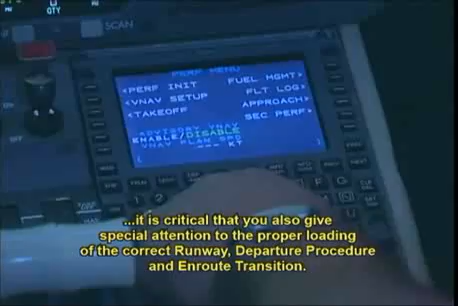 QTY
SCAN
PERF MENU
<PERF INIT FUEL MGMT>
<VNAV SETUP FLT LOG>
<TAKEOFF APPROACH>
SEC PERF>
ADVISORY VNAV
ENABLE/DISABLE
VNAV PLAN SPD
--- KT
...it is critical that you also give
special attention to the proper loading
of the correct Runway, Departure Procedure
and Enroute Transition.